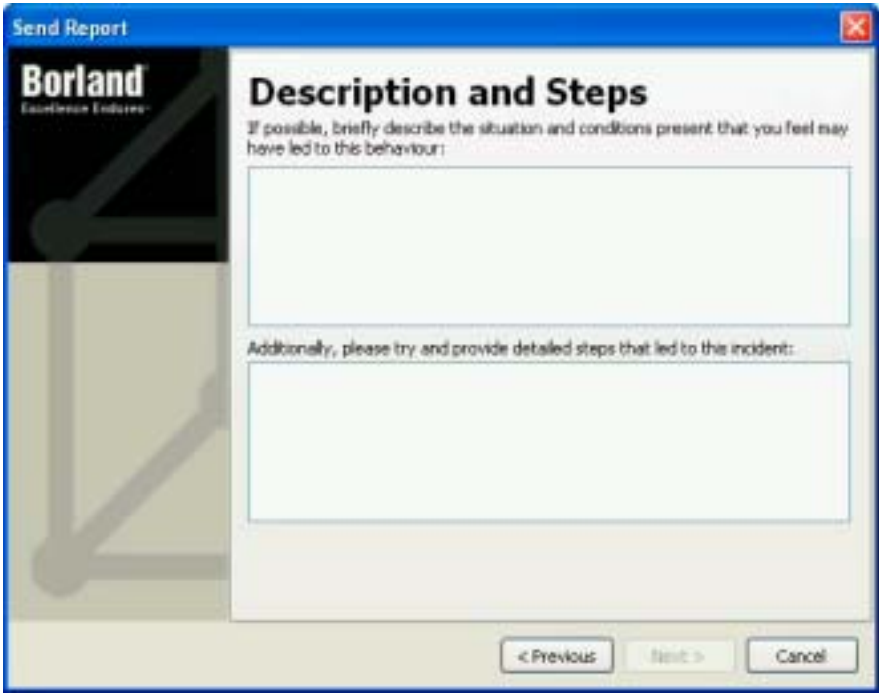 Send Report
Borland
Excellence Endures
Description and Steps
If possible, briefly describe the situation and conditions present that you feel may
have led to this behaviour:
Additionally, please try and provide detailed steps that led to this incident:
< Previous
Next >
Cancel